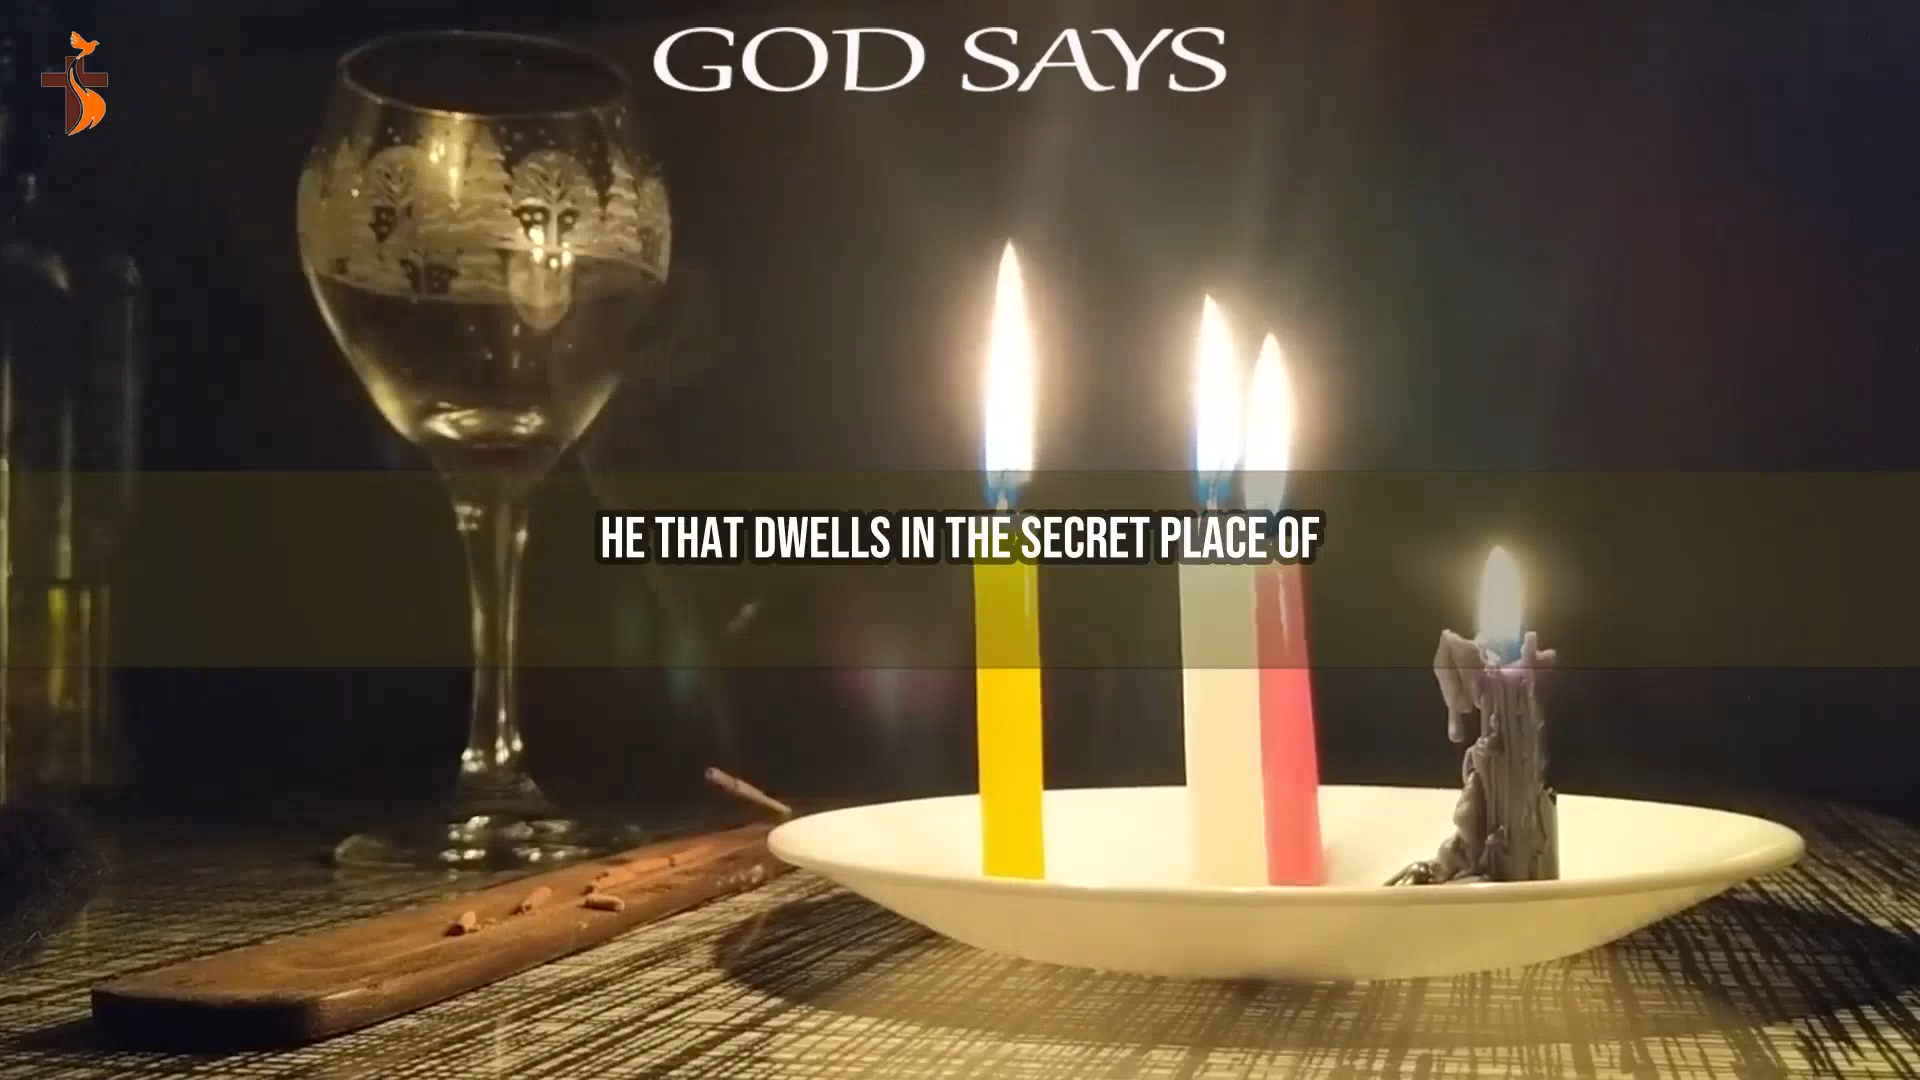 GOD SAYS
HE THAT DWELLS IN THE SECRET PLACE OF